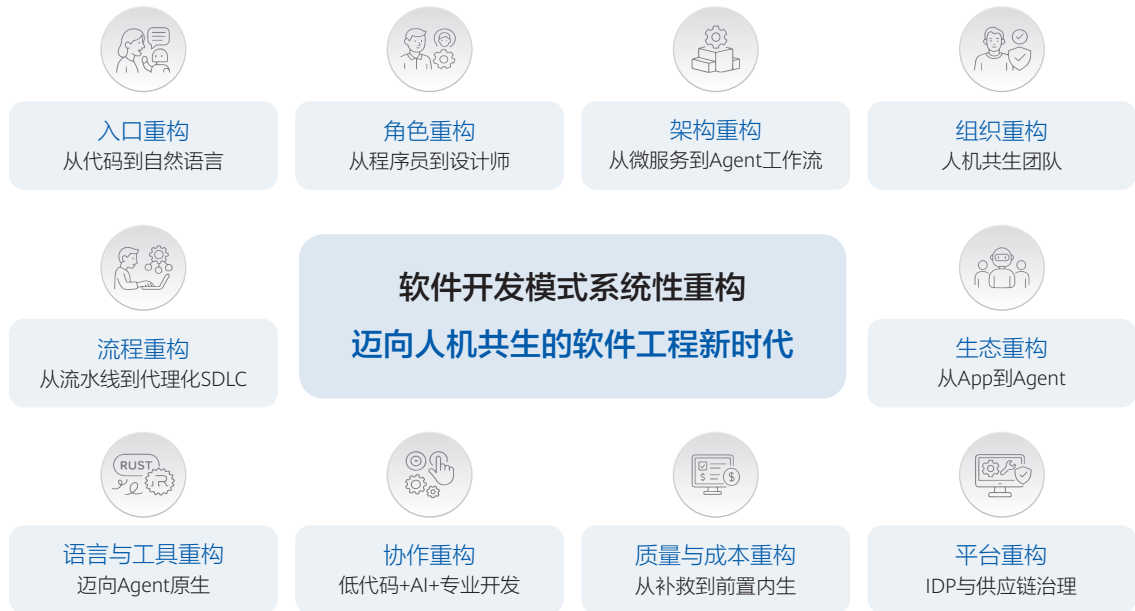 入口重构
从代码到自然语言
角色重构
从程序员到设计师
架构重构
从微服务到Agent工作流
组织重构
人机共生团队
流程重构
从流水线到代理化SDLC
软件开发模式系统性重构
迈向人机共生的软件工程新时代
生态重构
从App到Agent
RUST
R
语言与工具重构
迈向Agent原生
协作重构
低代码+AI+专业开发
$
$
质量与成本重构
从补救到前置内生
平台重构
IDP与供应链治理